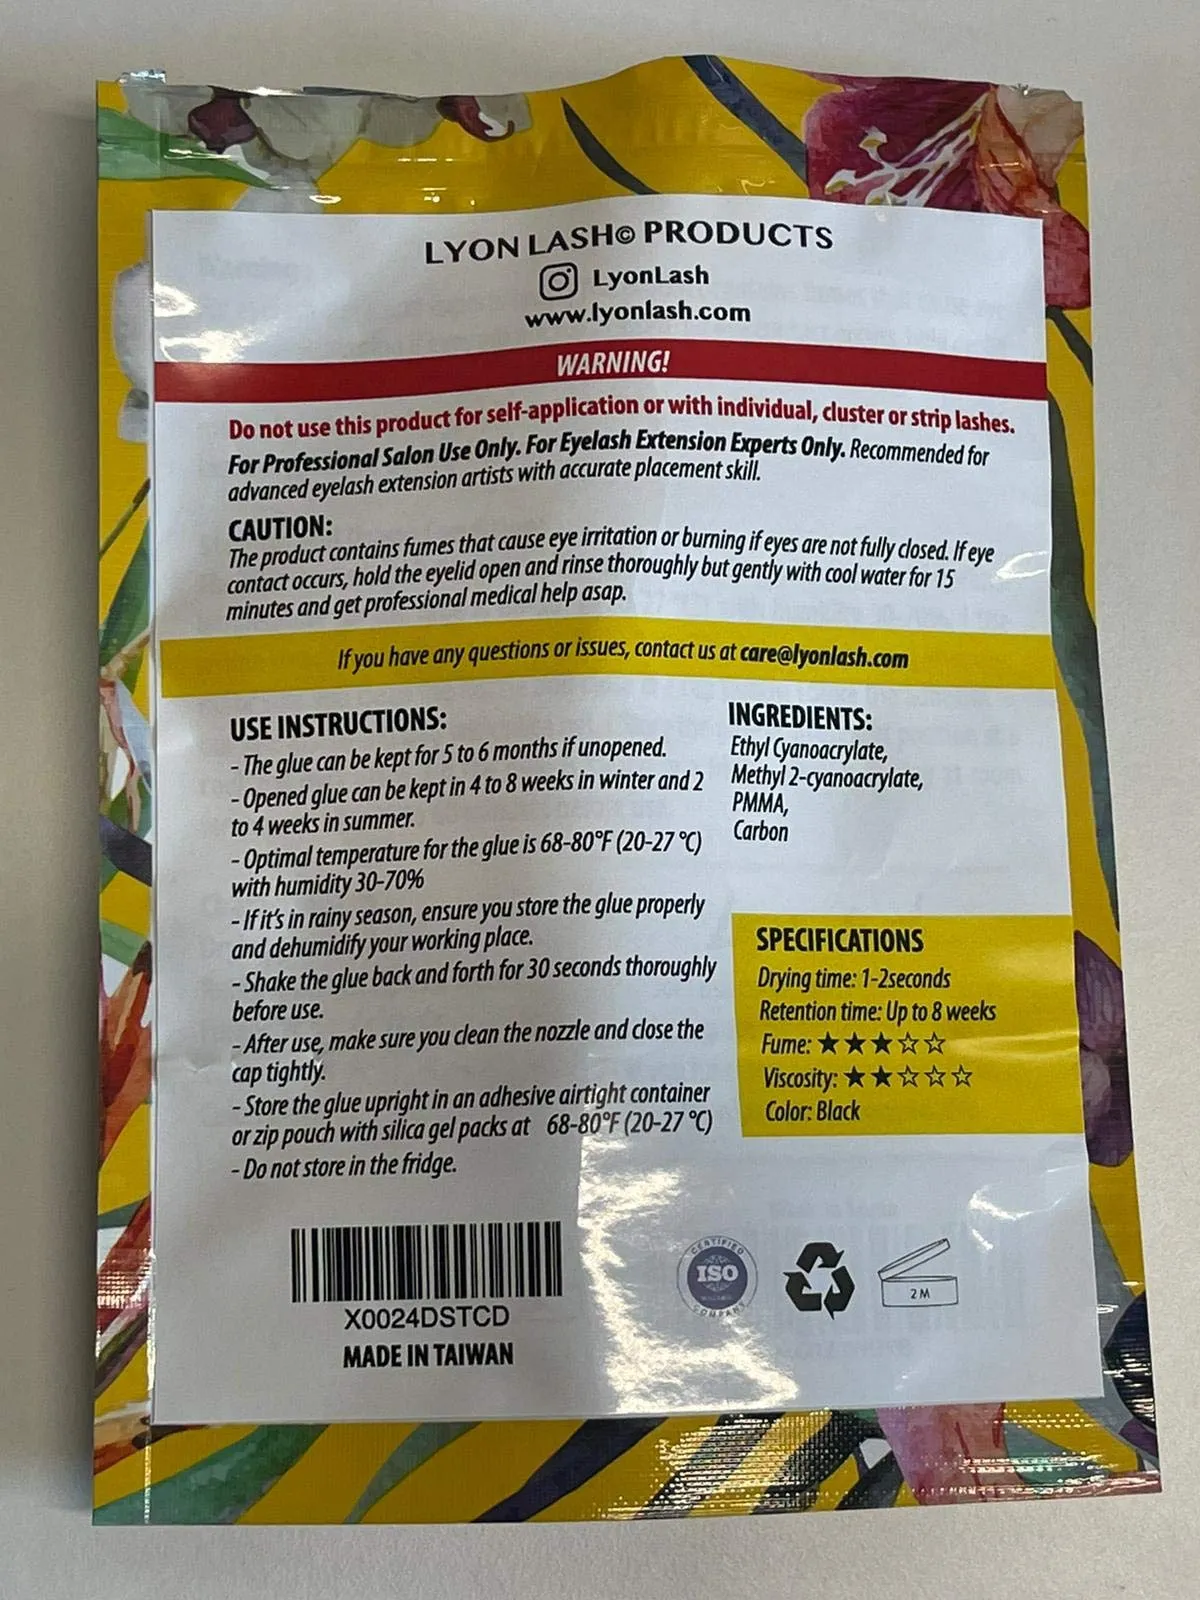 LYON LASH© PRODUCTS
LyonLash
www.lyonlash.com
WARNING!
Do not use this product for self-application or with individual, cluster or strip lashes.
For Professional Salon Use Only. For Eyelash Extension Experts Only. Recommended for
advanced eyelash extension artists with accurate placement skill.
CAUTION:
The product contains fumes that cause eye irritation or burning if eyes are not fully closed. If eye
contact occurs, hold the eyelid open and rinse thoroughly but gently with cool water for 15
minutes and get professional medical help asap.
If you have any questions or issues, contact us at care@lyonlash.com
USE INSTRUCTIONS:
- The glue can be kept for 5 to 6 months if unopened.
- Opened glue can be kept in 4 to 8 weeks in winter and 2
to 4 weeks in summer.
- Optimal temperature for the glue is 68-80°F (20-27 °C)
with humidity 30-70%
- If it's in rainy season, ensure you store the glue properly
and dehumidify your working place.
- Shake the glue back and forth for 30 seconds thoroughly
before use.
- After use, make sure you clean the nozzle and close the
cap tightly.
- Store the glue upright in an adhesive airtight container
or zip pouch with silica gel packs at 68-80°F (20-27 °C)
- Do not store in the fridge.
INGREDIENTS:
Ethyl Cyanoacrylate,
Methyl 2-cyanoacrylate,
PMMA,
Carbon
SPECIFICATIONS
Drying time: 1-2seconds
Retention time: Up to 8 weeks
Fume: ★★★☆☆
Viscosity: ★★☆☆☆
Color: Black
X0024DSTCD
MADE IN TAIWAN
CERTIFIED
ISO
COMPANY
2 M